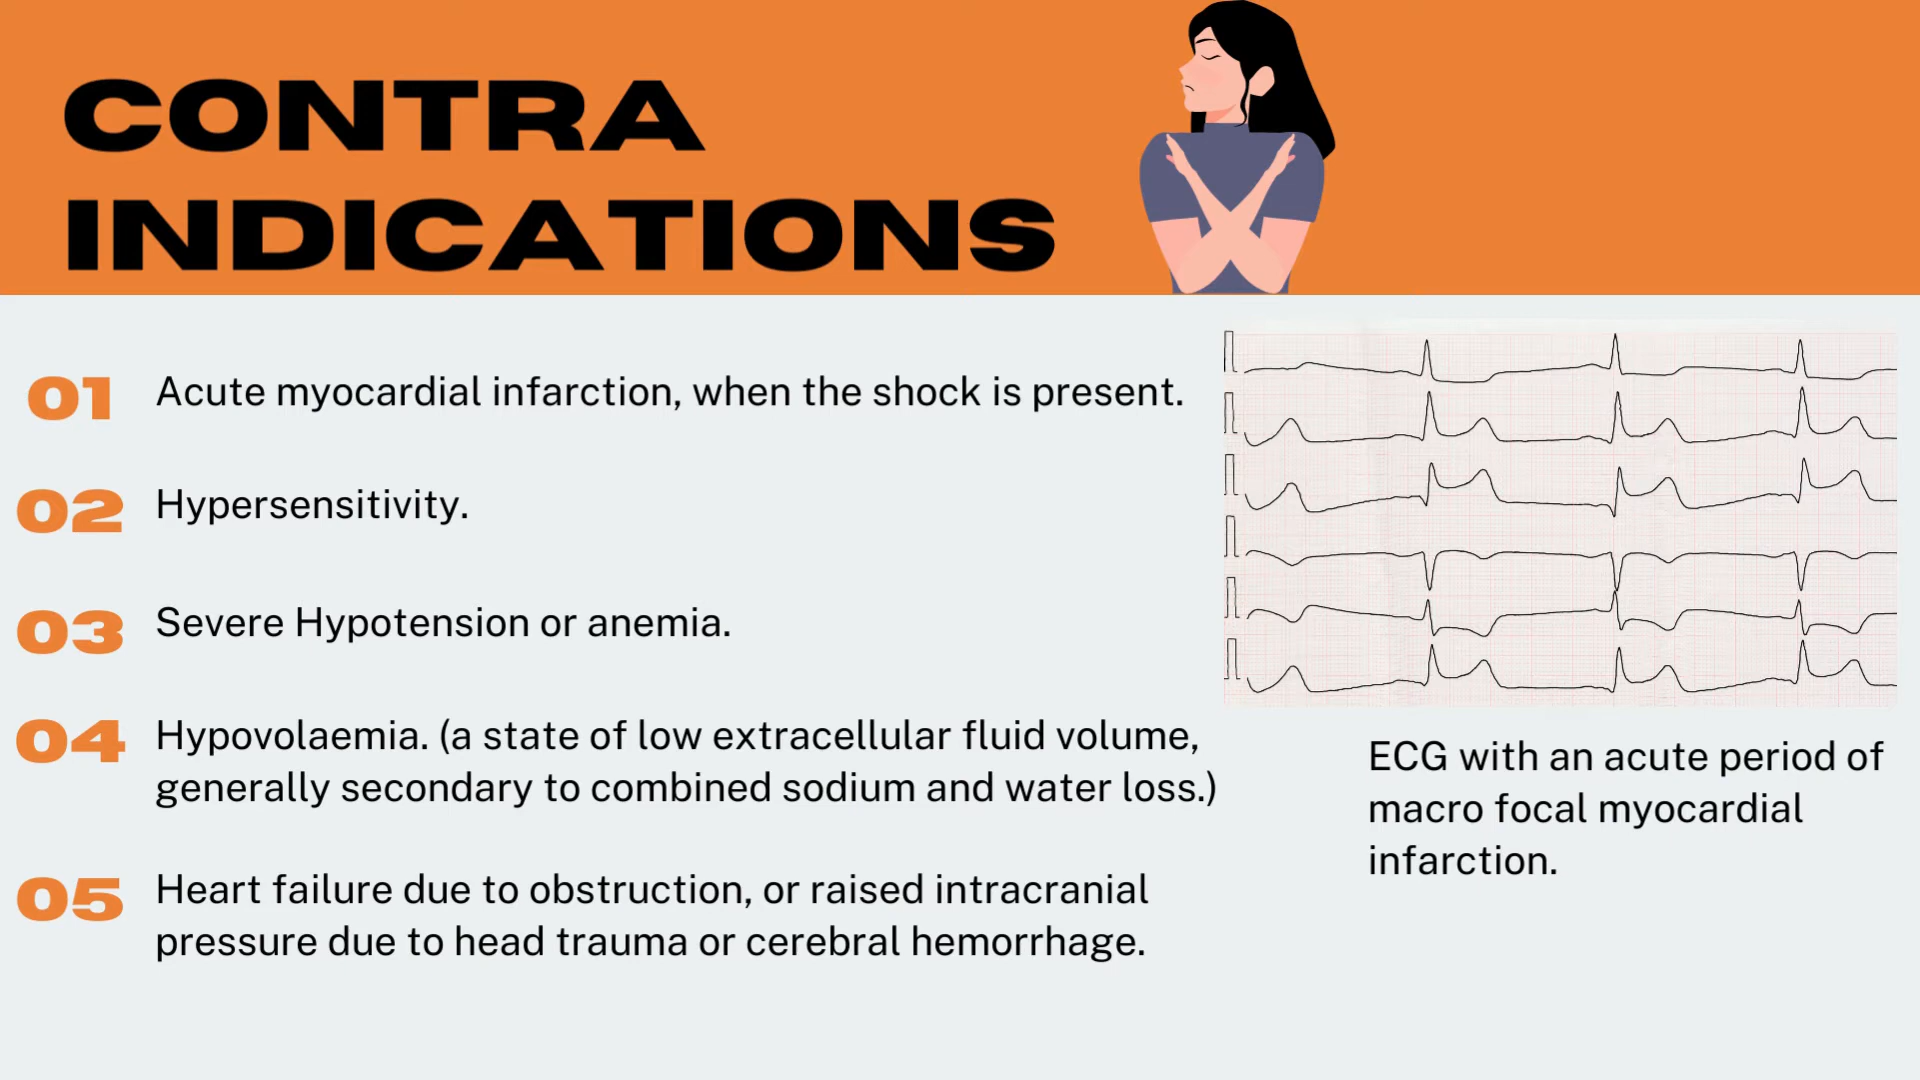 CONTRA
INDICATIONS
01 Acute myocardial infarction, when the shock is present.
02 Hypersensitivity.
03 Severe Hypotension or anemia.
04 Hypovolaemia. (a state of low extracellular fluid volume,
generally secondary to combined sodium and water loss.)
05 Heart failure due to obstruction, or raised intracranial
pressure due to head trauma or cerebral hemorrhage.
ECG with an acute period of
macro focal myocardial
infarction.